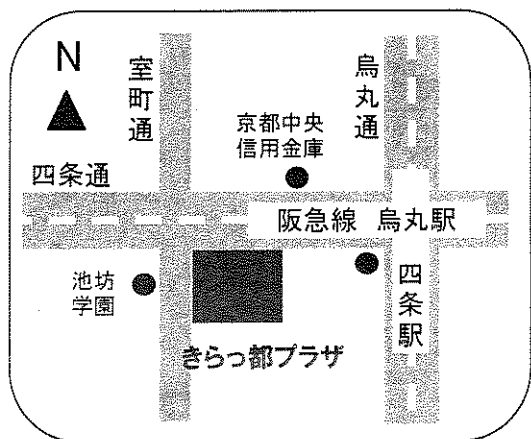 N
室町通
烏丸通
京都中央
信用金庫
四条通
阪急線 烏丸駅
池坊
学園
四条駅
きらっ都プラザ